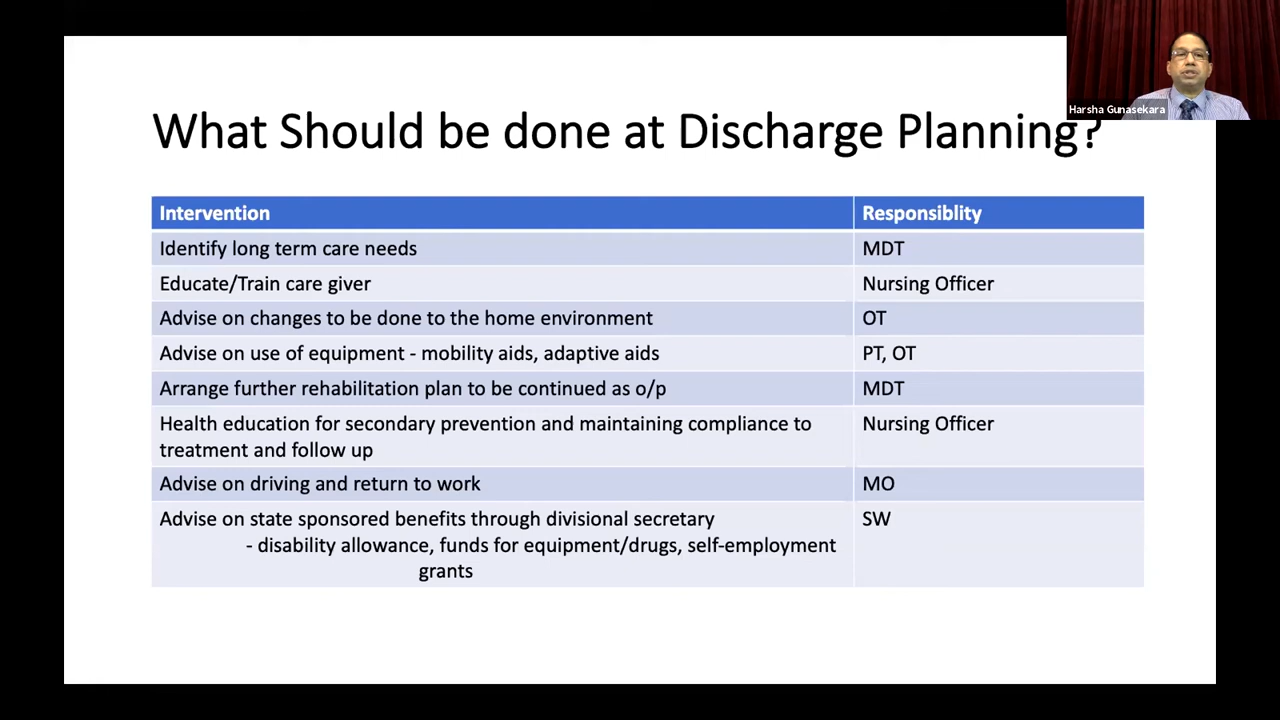 Harsha Gunasekara
What Should be done at Discharge Planning?
Intervention Responsiblity
Identify long term care needs MDT
Educate/Train care giver Nursing Officer
Advise on changes to be done to the home environment OT
Advise on use of equipment - mobility aids, adaptive aids PT, OT
Arrange further rehabilitation plan to be continued as o/p MDT
Health education for secondary prevention and maintaining compliance to Nursing Officer
treatment and follow up
Advise on driving and return to work MO
Advise on state sponsored benefits through divisional secretary SW
- disability allowance, funds for equipment/drugs, self-employment
grants